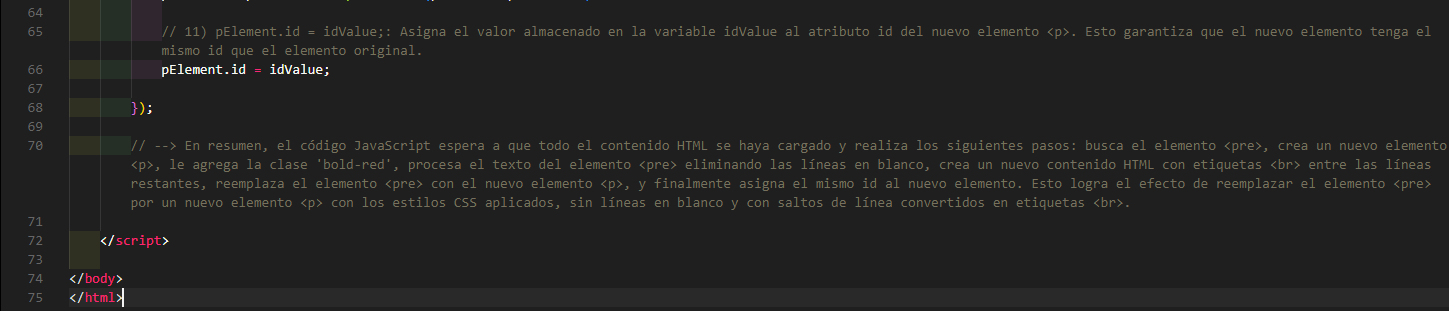 64
65 // 11) pElement.id = idValue;: Asigna el valor almacenado en la variable idValue al atributo id del nuevo elemento <p>. Esto garantiza que el nuevo elemento tenga el
mismo id que el elemento original.
66 pElement.id = idValue;
67
68 });
69
70 // --> En resumen, el código JavaScript espera a que todo el contenido HTML se haya cargado y realiza los siguientes pasos: busca el elemento <pre>, crea un nuevo elemento
<p>, le agrega la clase 'bold-red', procesa el texto del elemento <pre> eliminando las líneas en blanco, crea un nuevo contenido HTML con etiquetas <br> entre las líneas
restantes, reemplaza el elemento <pre> con el nuevo elemento <p>, y finalmente asigna el mismo id al nuevo elemento. Esto logra el efecto de reemplazar el elemento <pre>
por un nuevo elemento <p> con los estilos CSS aplicados, sin líneas en blanco y con saltos de línea convertidos en etiquetas <br>.
71
72 </script>
73
74 </body>
75 </html>